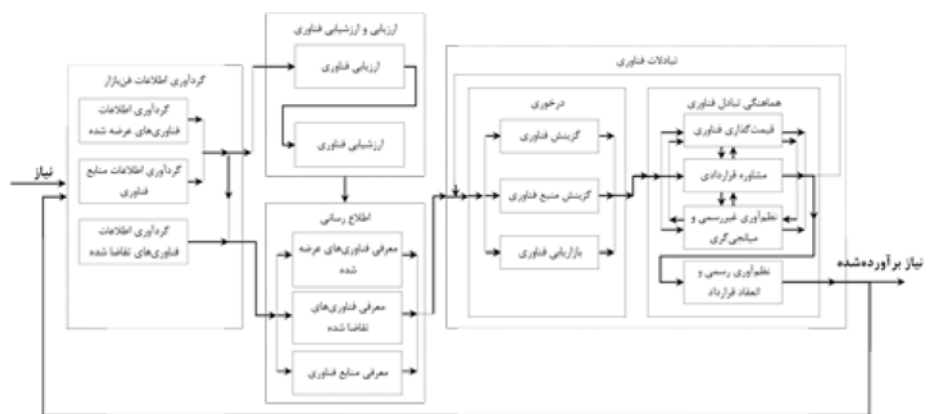 نیاز
گردآوری اطلاعات فن‌بازار
گردآوری اطلاعات
فناوری‌های عرضه شده
گردآوری اطلاعات منابع
فناوری
گردآوری اطلاعات
فناوری‌های تقاضا شده
ارزیابی و ارزشیابی فناوری
ارزیابی فناوری
ارزشیابی فناوری
اطلاع رسانی
معرفی فناوری‌های عرضه
شده
معرفی فناوری‌های
تقاضا شده
معرفی منابع فناوری
تبادلات فناوری
درخوری
گزینش فناوری
گزینش منبع فناوری
بازاریابی فناوری
هماهنگی تبادل فناوری
قیمت‌گذاری فناوری
مشاوره قراردادی
نظم‌آوری غیررسمی و
میانجی‌گری
نظم‌آوری رسمی و
انعقاد قرارداد
نیاز برآورده‌شده